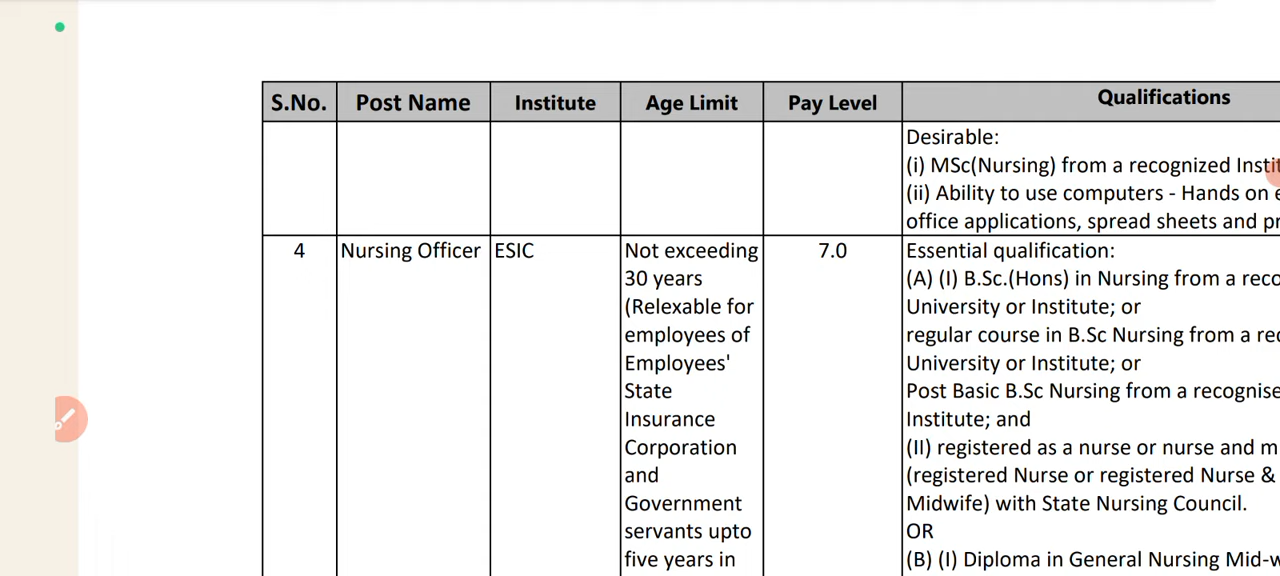 S.No. Post Name Institute Age Limit Pay Level Qualifications
Desirable:
(i) MSc(Nursing) from a recognized
(ii) Ability to use computers - Hands on
office applications, spread sheets and
4 Nursing Officer ESIC Not exceeding 7.0 Essential qualification:
30 years (A) (I) B.Sc.(Hons) in Nursing from a
(Relexable for University or Institute; or
employees of regular course in B.Sc Nursing from a
Employees' University or Institute; or
State Post Basic B.Sc Nursing from a
Insurance Institute; and
Corporation (II) registered as a nurse or nurse and
and (registered Nurse or registered Nurse &
Government Midwife) with State Nursing Council.
servants upto OR
five years in (B) (I) Diploma in General Nursing